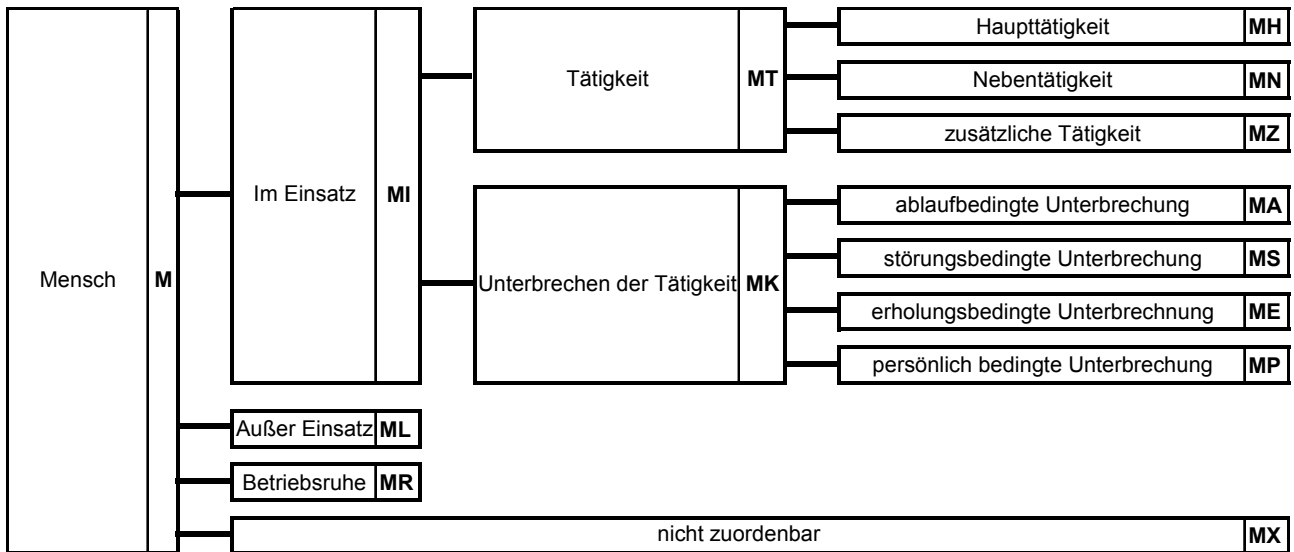 Mensch M
Im Einsatz MI
Tätigkeit MT
Haupttätigkeit MH
Nebentätigkeit MN
zusätzliche Tätigkeit MZ
Unterbrechen der Tätigkeit MK
ablaufbedingte Unterbrechung MA
störungsbedingte Unterbrechung MS
erholungsbedingte Unterbrechnung ME
persönlich bedingte Unterbrechung MP
Außer Einsatz ML
Betriebsruhe MR
nicht zuordenbar MX